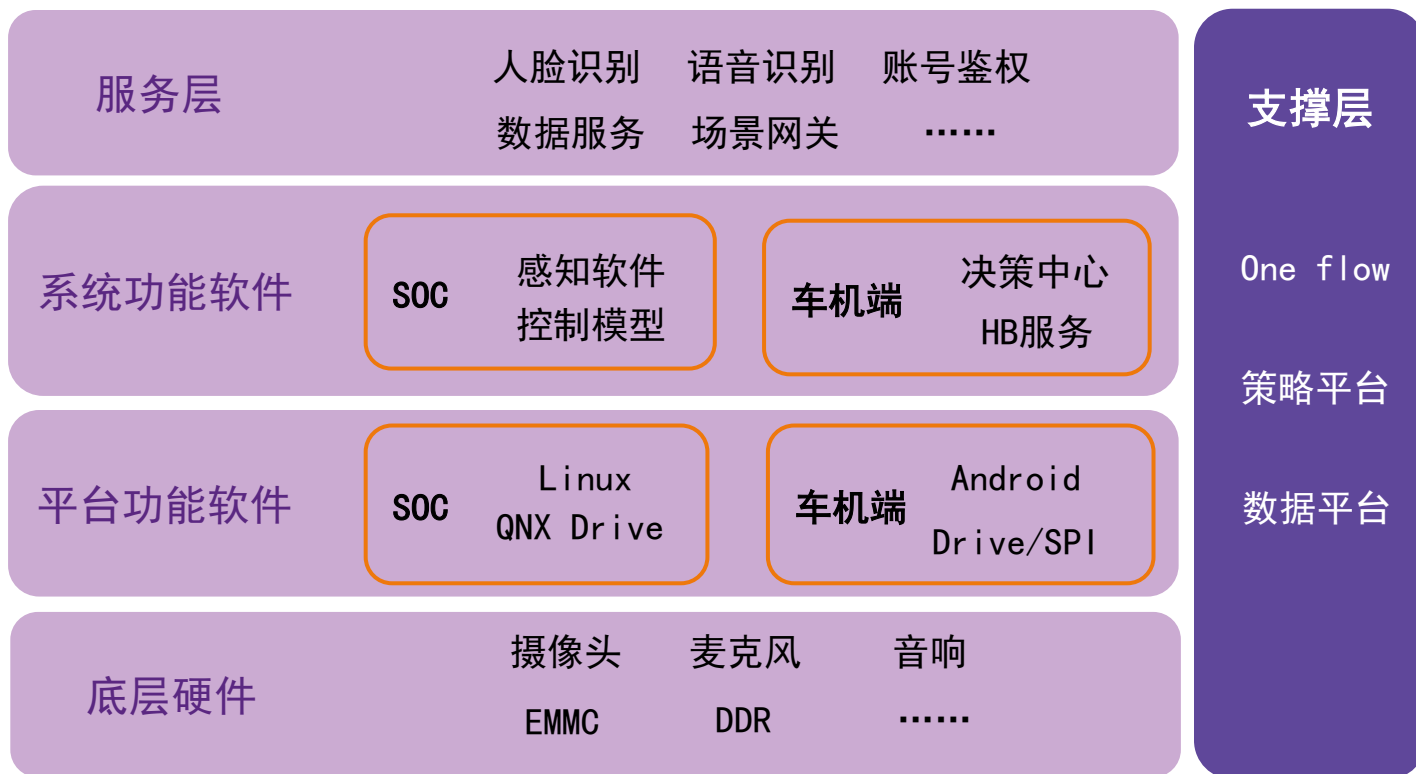 服务层
人脸识别 语音识别 账号鉴权
数据服务 场景网关 ……
系统功能软件
SOC
感知软件
控制模型
车机端
决策中心
HB服务
平台功能软件
SOC
Linux
QNX Drive
车机端
Android
Drive/SPI
底层硬件
摄像头 麦克风 音响
EMMC DDR ……
支撑层
One flow
策略平台
数据平台